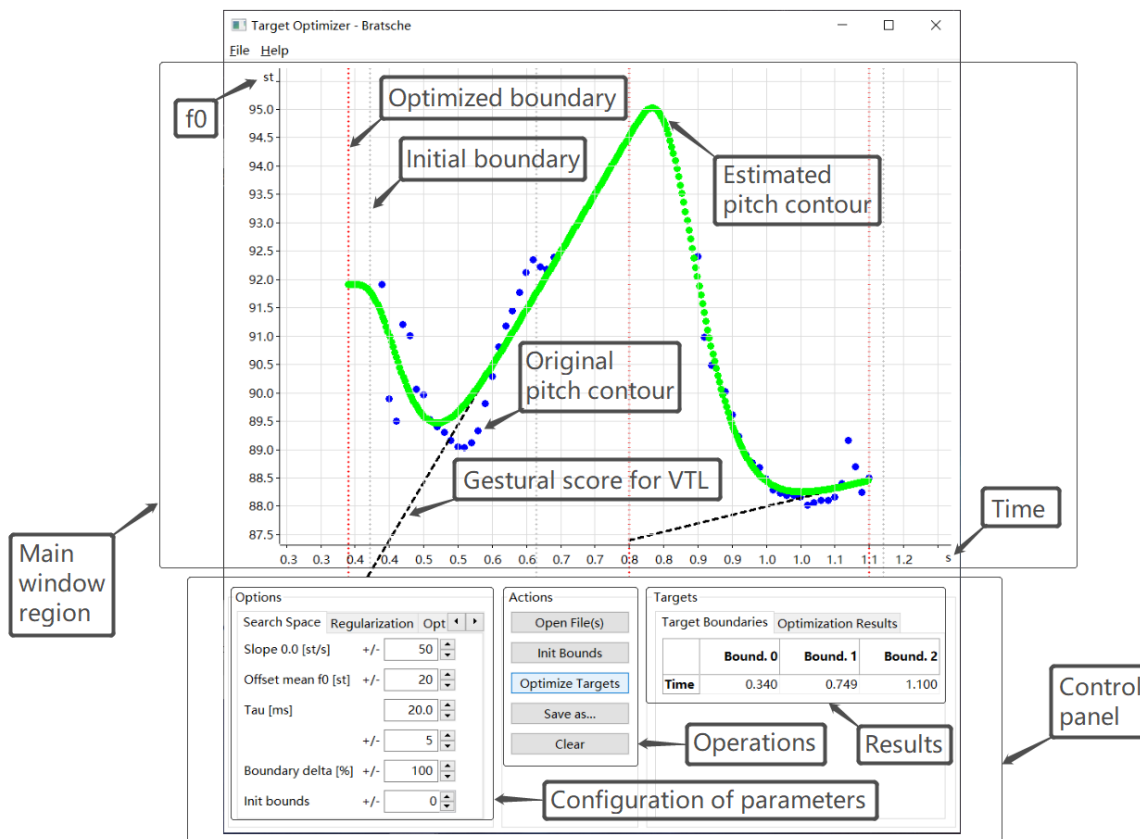 Target Optimizer - Bratsche
File Help
st
f0
Optimized boundary
Initial boundary
Estimated
pitch contour
Original
pitch contour
Gestural score for VTL
Time
Main
window
region
95.0
94.5
94.0
93.5
93.0
92.5
92.0
91.5
91.0
90.5
90.0
89.5
89.0
88.5
88.0
87.5
0.3 0.3 0.4 0.4 0.5 0.5 0.6 0.6 0.7 0.8 0.8 0.8 0.9 0.9 1.0 1.0 1.1 1.1 1.2 s
Options
Search Space Regularization Opt
Slope 0.0 [st/s] +/- 50
Offset mean f0 [st] +/- 20
Tau [ms] 20.0
+/- 5
Boundary delta [%] +/- 100
Init bounds +/- 0
Configuration of parameters
Actions
Open File(s)
Init Bounds
Optimize Targets
Save as...
Clear
Operations
Targets
Target Boundaries Optimization Results
Bound. 0 Bound. 1 Bound. 2
Time 0.340 0.749 1.100
Results
Control
panel